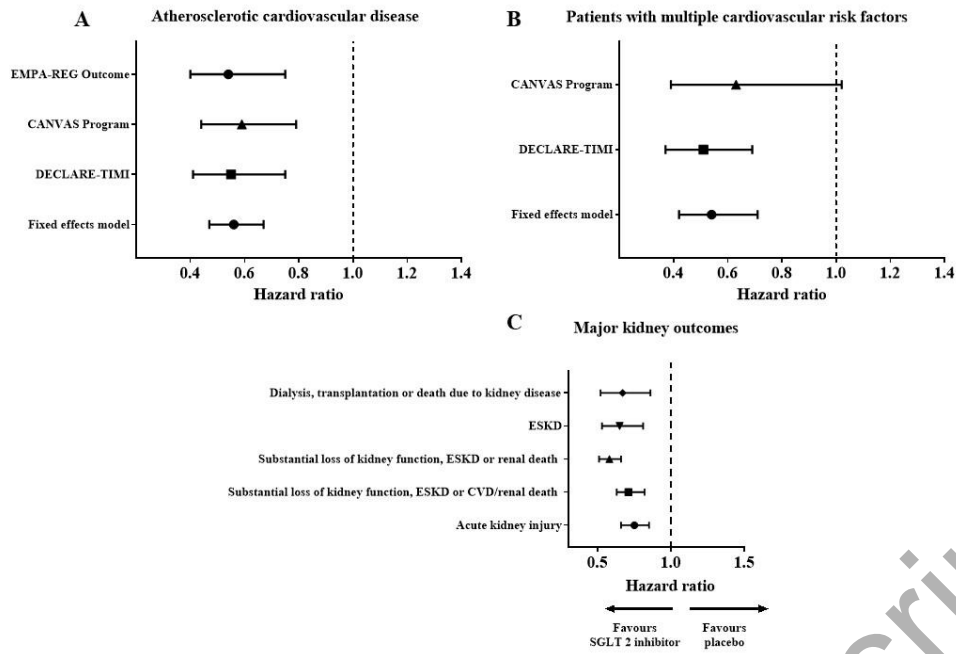 A Atherosclerotic cardiovascular disease
EMPA-REG Outcome
CANVAS Program
DECLARE-TIMI
Fixed effects model
0.4 0.6 0.8 1.0 1.2 1.4
Hazard ratio
B Patients with multiple cardiovascular risk factors
CANVAS Program
DECLARE-TIMI
Fixed effects model
0.4 0.6 0.8 1.0 1.2 1.4
Hazard ratio
C Major kidney outcomes
Dialysis, transplantation or death due to kidney disease
ESKD
Substantial loss of kidney function, ESKD or renal death
Substantial loss of kidney function, ESKD or CVD/renal death
Acute kidney injury
0.5 1.0 1.5
Hazard ratio
Favours Favours
SGLT 2 inhibitor placebo